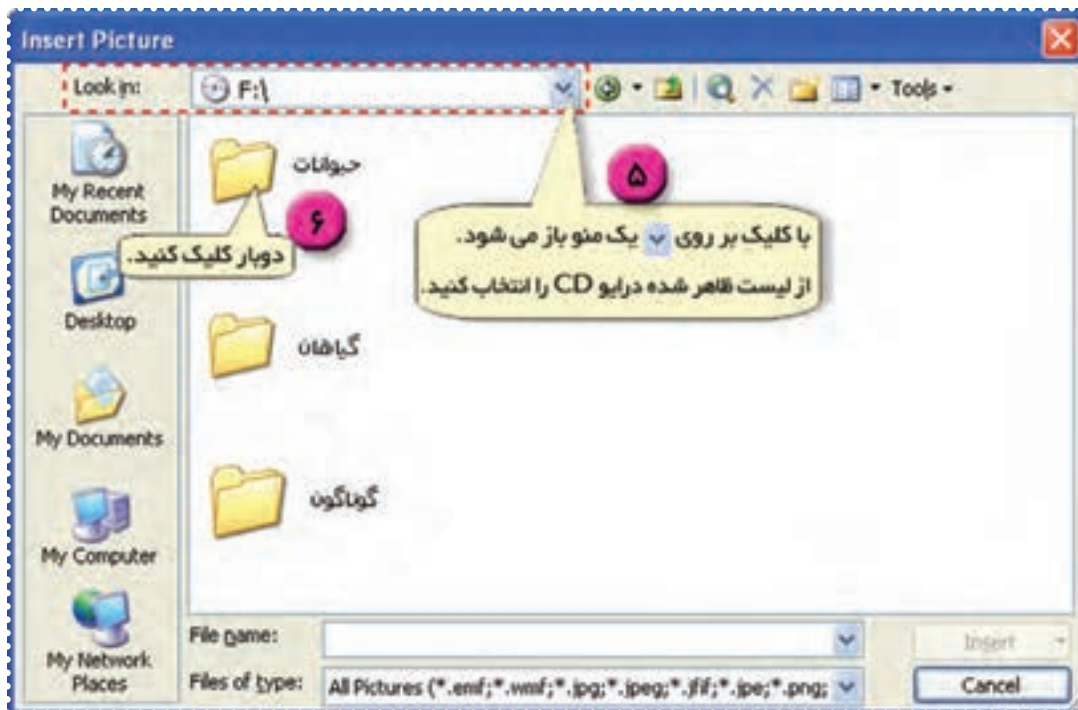 Insert Picture
Look in:
F:\
Tools
My Recent
Documents
Desktop
My Documents
My Computer
My Network
Places
حیوانات
۵
با کلیک بر روی یک منو باز می شود.
از لیست ظاهر شده درایو CD را انتخاب کنید.
۶
دوبار کلیک کنید.
گیاهان
گوناگون
File name:
Insert
Files of type:
All Pictures (*.emf;*.wmf;*.jpg;*.jpeg;*.jfif;*.jpe;*.png;
Cancel